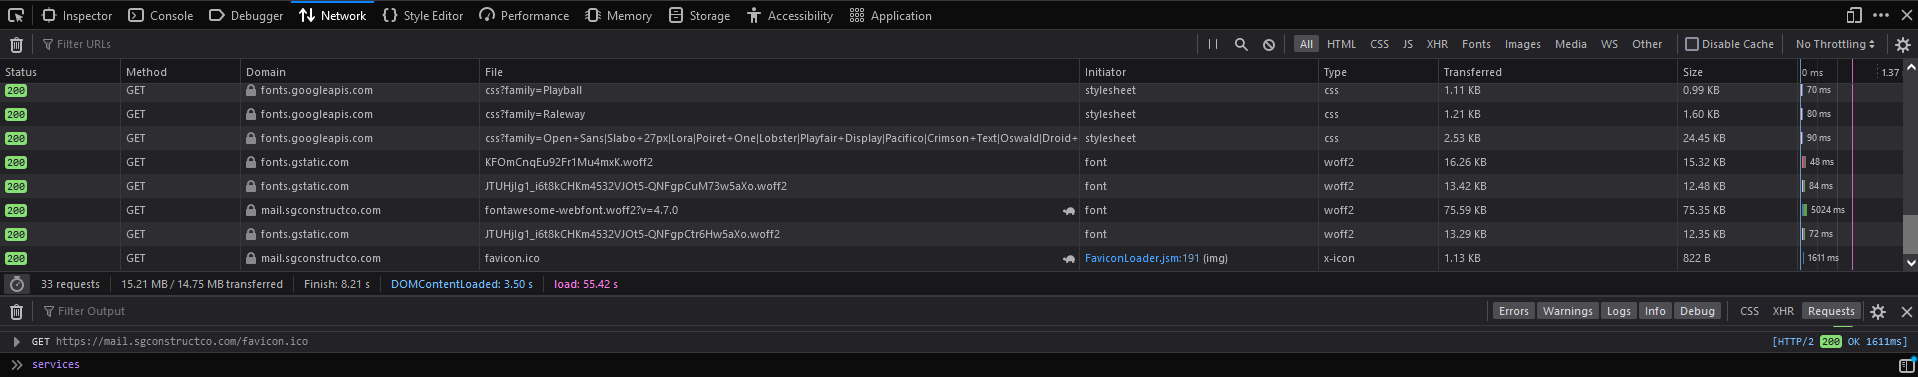 Inspector Console Debugger Network Style Editor Performance Memory Storage Accessibility Application
Filter URLs All HTML CSS JS XHR Fonts Images Media WS Other Disable Cache No Throttling
Status Method Domain File Initiator Type Transferred Size 0 ms 1.37
200 GET fonts.googleapis.com css?family=Playball stylesheet css 1.11 KB 0.99 KB 70 ms
200 GET fonts.googleapis.com css?family=Raleway stylesheet css 1.21 KB 1.60 KB 80 ms
200 GET fonts.googleapis.com css?family=Open+Sans|Slabo+27px|Lora|Poiret+One|Lobster|Playfair+Display|Pacifico|Crimson+Text|Oswald|Droid+ stylesheet css 2.53 KB 24.45 KB 90 ms
200 GET fonts.gstatic.com KFOmCnqEu92Fr1Mu4mxK.woff2 font woff2 16.26 KB 15.32 KB 48 ms
200 GET fonts.gstatic.com JTUHjIg1_i6t8kCHKm4532VJOt5-QNFgpCuM73w5aXo.woff2 font woff2 13.42 KB 12.48 KB 84 ms
200 GET mail.sgconstructco.com fontawesome-webfont.woff2?v=4.7.0 font woff2 75.59 KB 75.35 KB 5024 ms
200 GET fonts.gstatic.com JTUHjIg1_i6t8kCHKm4532VJOt5-QNFgpCtr6Hw5aXo.woff2 font woff2 13.29 KB 12.35 KB 72 ms
200 GET mail.sgconstructco.com favicon.ico FaviconLoader.jsm:191 (img) x-icon 1.13 KB 822 B 1611 ms
33 requests 15.21 MB / 14.75 MB transferred Finish: 8.21 s DOMContentLoaded: 3.50 s load: 55.42 s
Filter Output Errors Warnings Logs Info Debug CSS XHR Requests
GET https://mail.sgconstructco.com/favicon.ico [HTTP/2 200 OK 1611ms]
services